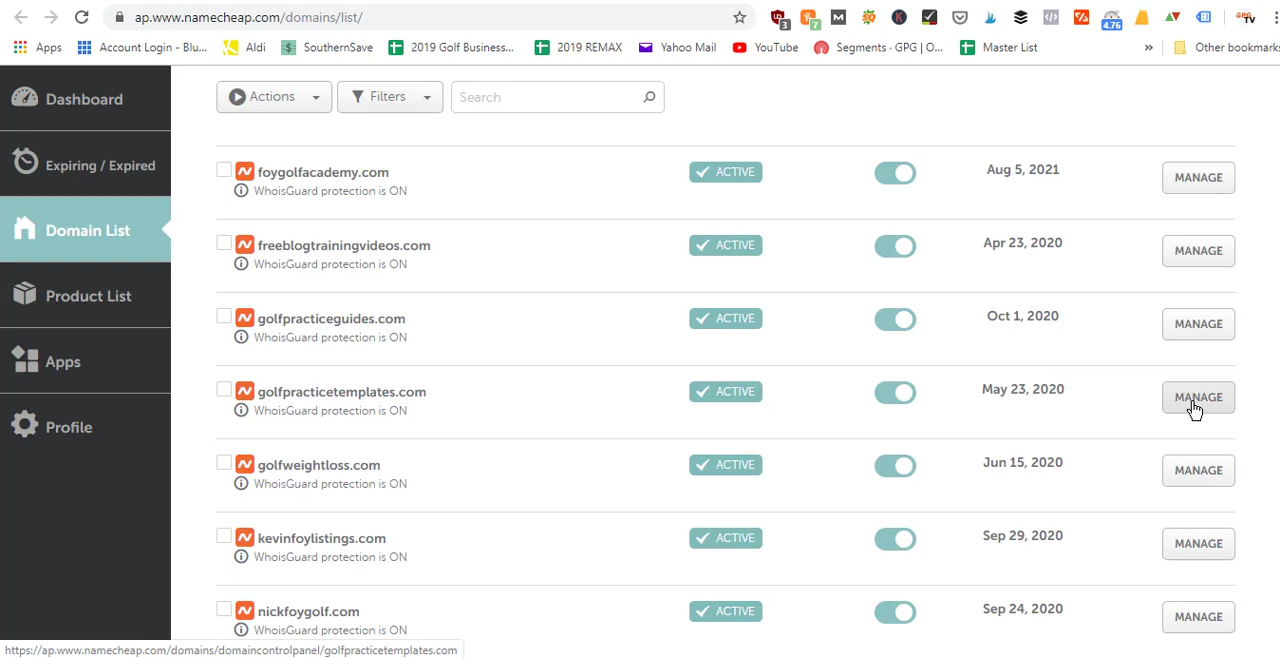 ap.www.namecheap.com/domains/list/
3
7
4.76
GPG TV
Apps
Account Login - Blu...
Aldi
SouthernSave
2019 Golf Business...
2019 REMAX
Yahoo Mail
YouTube
Segments · GPG | O...
Master List
»
Other bookmarks
Dashboard
Expiring / Expired
Domain List
Product List
Apps
Profile
Actions
Filters
Search
foygolfacademy.com
WhoisGuard protection is ON
ACTIVE
Aug 5, 2021
MANAGE
freeblogtrainingvideos.com
WhoisGuard protection is ON
ACTIVE
Apr 23, 2020
MANAGE
golfpracticeguides.com
WhoisGuard protection is ON
ACTIVE
Oct 1, 2020
MANAGE
golfpracticetemplates.com
WhoisGuard protection is ON
ACTIVE
May 23, 2020
MANAGE
golfweightloss.com
WhoisGuard protection is ON
ACTIVE
Jun 15, 2020
MANAGE
kevinfoylistings.com
WhoisGuard protection is ON
ACTIVE
Sep 29, 2020
MANAGE
nickfoygolf.com
WhoisGuard protection is ON
ACTIVE
Sep 24, 2020
MANAGE
https://ap.www.namecheap.com/domains/domaincontrolpanel/golfpracticetemplates.com